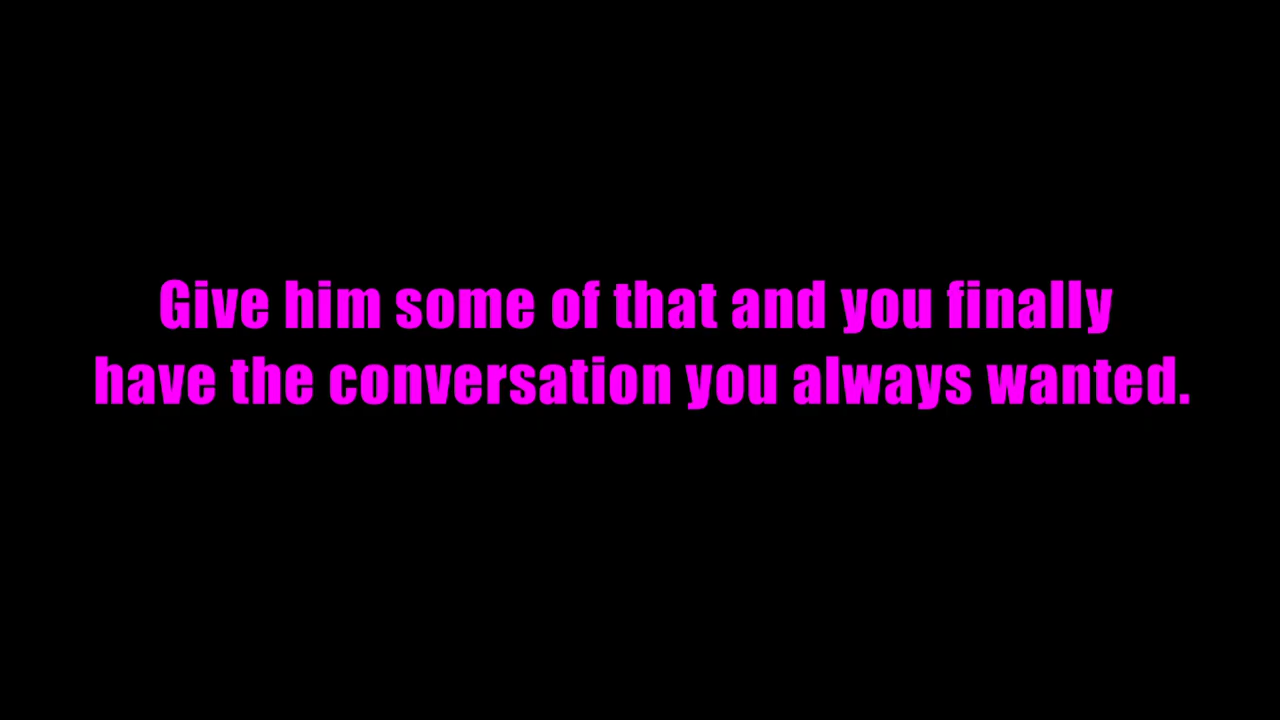 Give him some of that and you finally
have the conversation you always wanted.